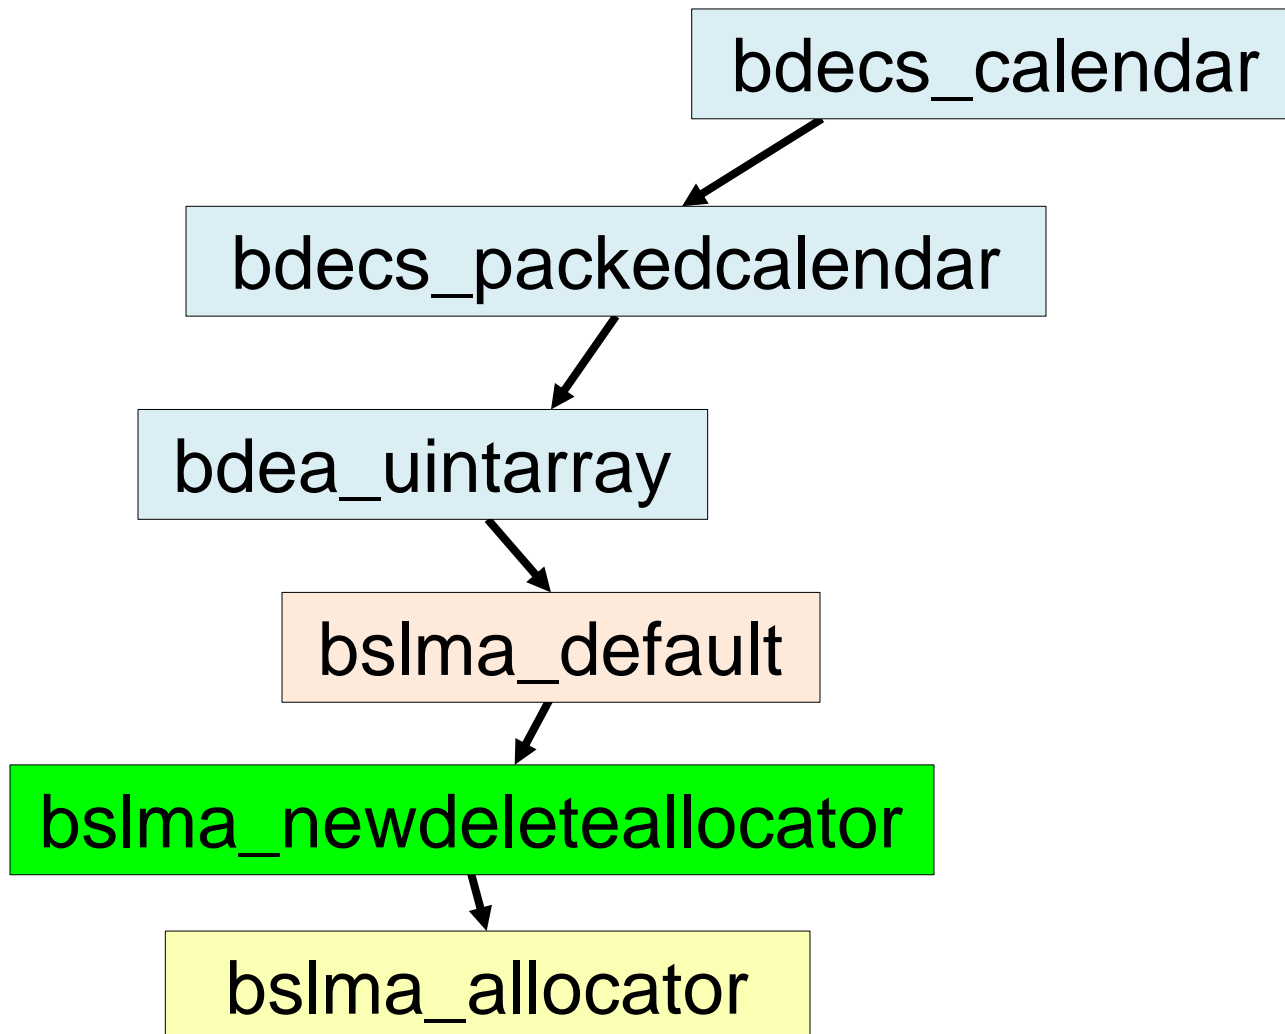 bdecs_calendar
bdecs_packedcalendar
bdea_uintarray
bslma_default
bslma_newdeleteallocator
bslma_allocator